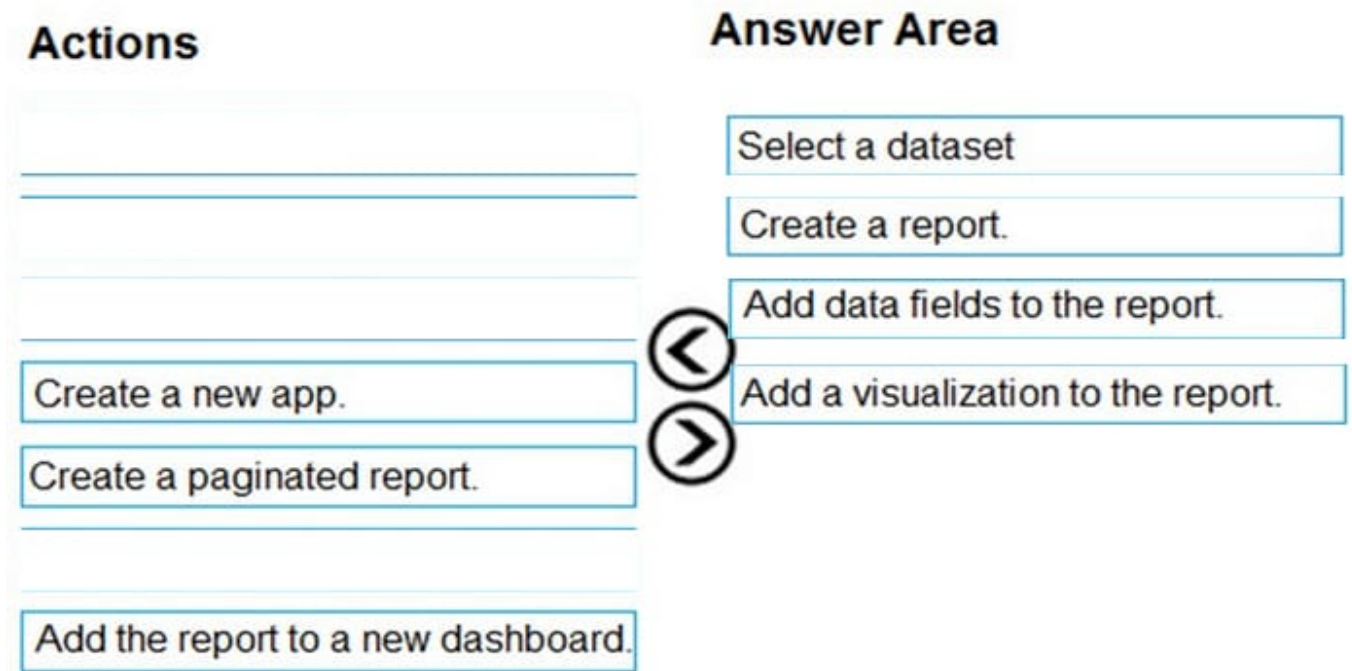 Actions
Answer Area
Select a dataset
Create a report.
Add data fields to the report.
Create a new app.
Add a visualization to the report.
Create a paginated report.
Add the report to a new dashboard.